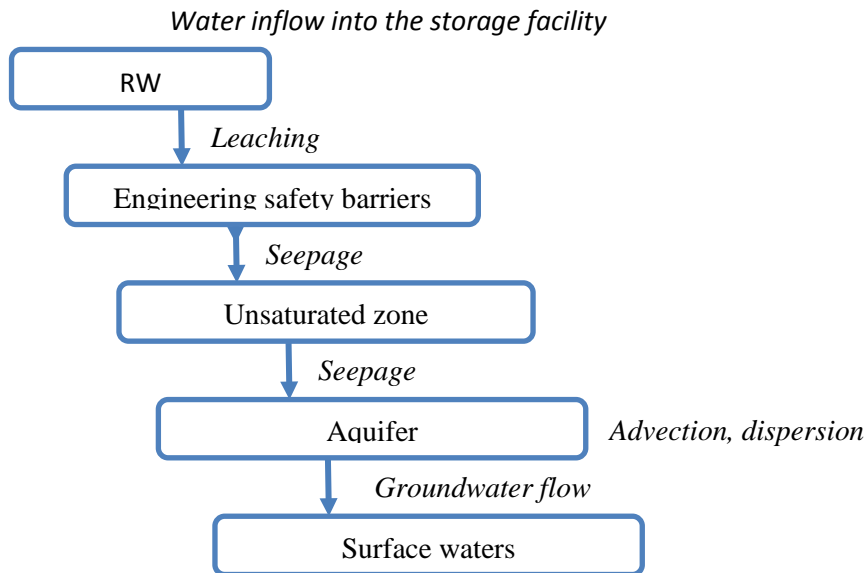 Water inflow into the storage facility
RW
Leaching
Engineering safety barriers
Seepage
Unsaturated zone
Seepage
Aquifer
Advection, dispersion
Groundwater flow
Surface waters